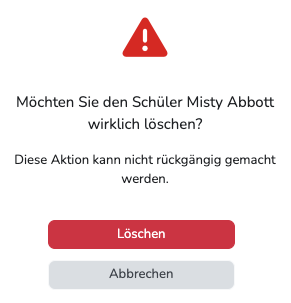 Möchten Sie den Schüler Misty Abbott
wirklich löschen?
Diese Aktion kann nicht rückgängig gemacht
werden.
Löschen
Abbrechen